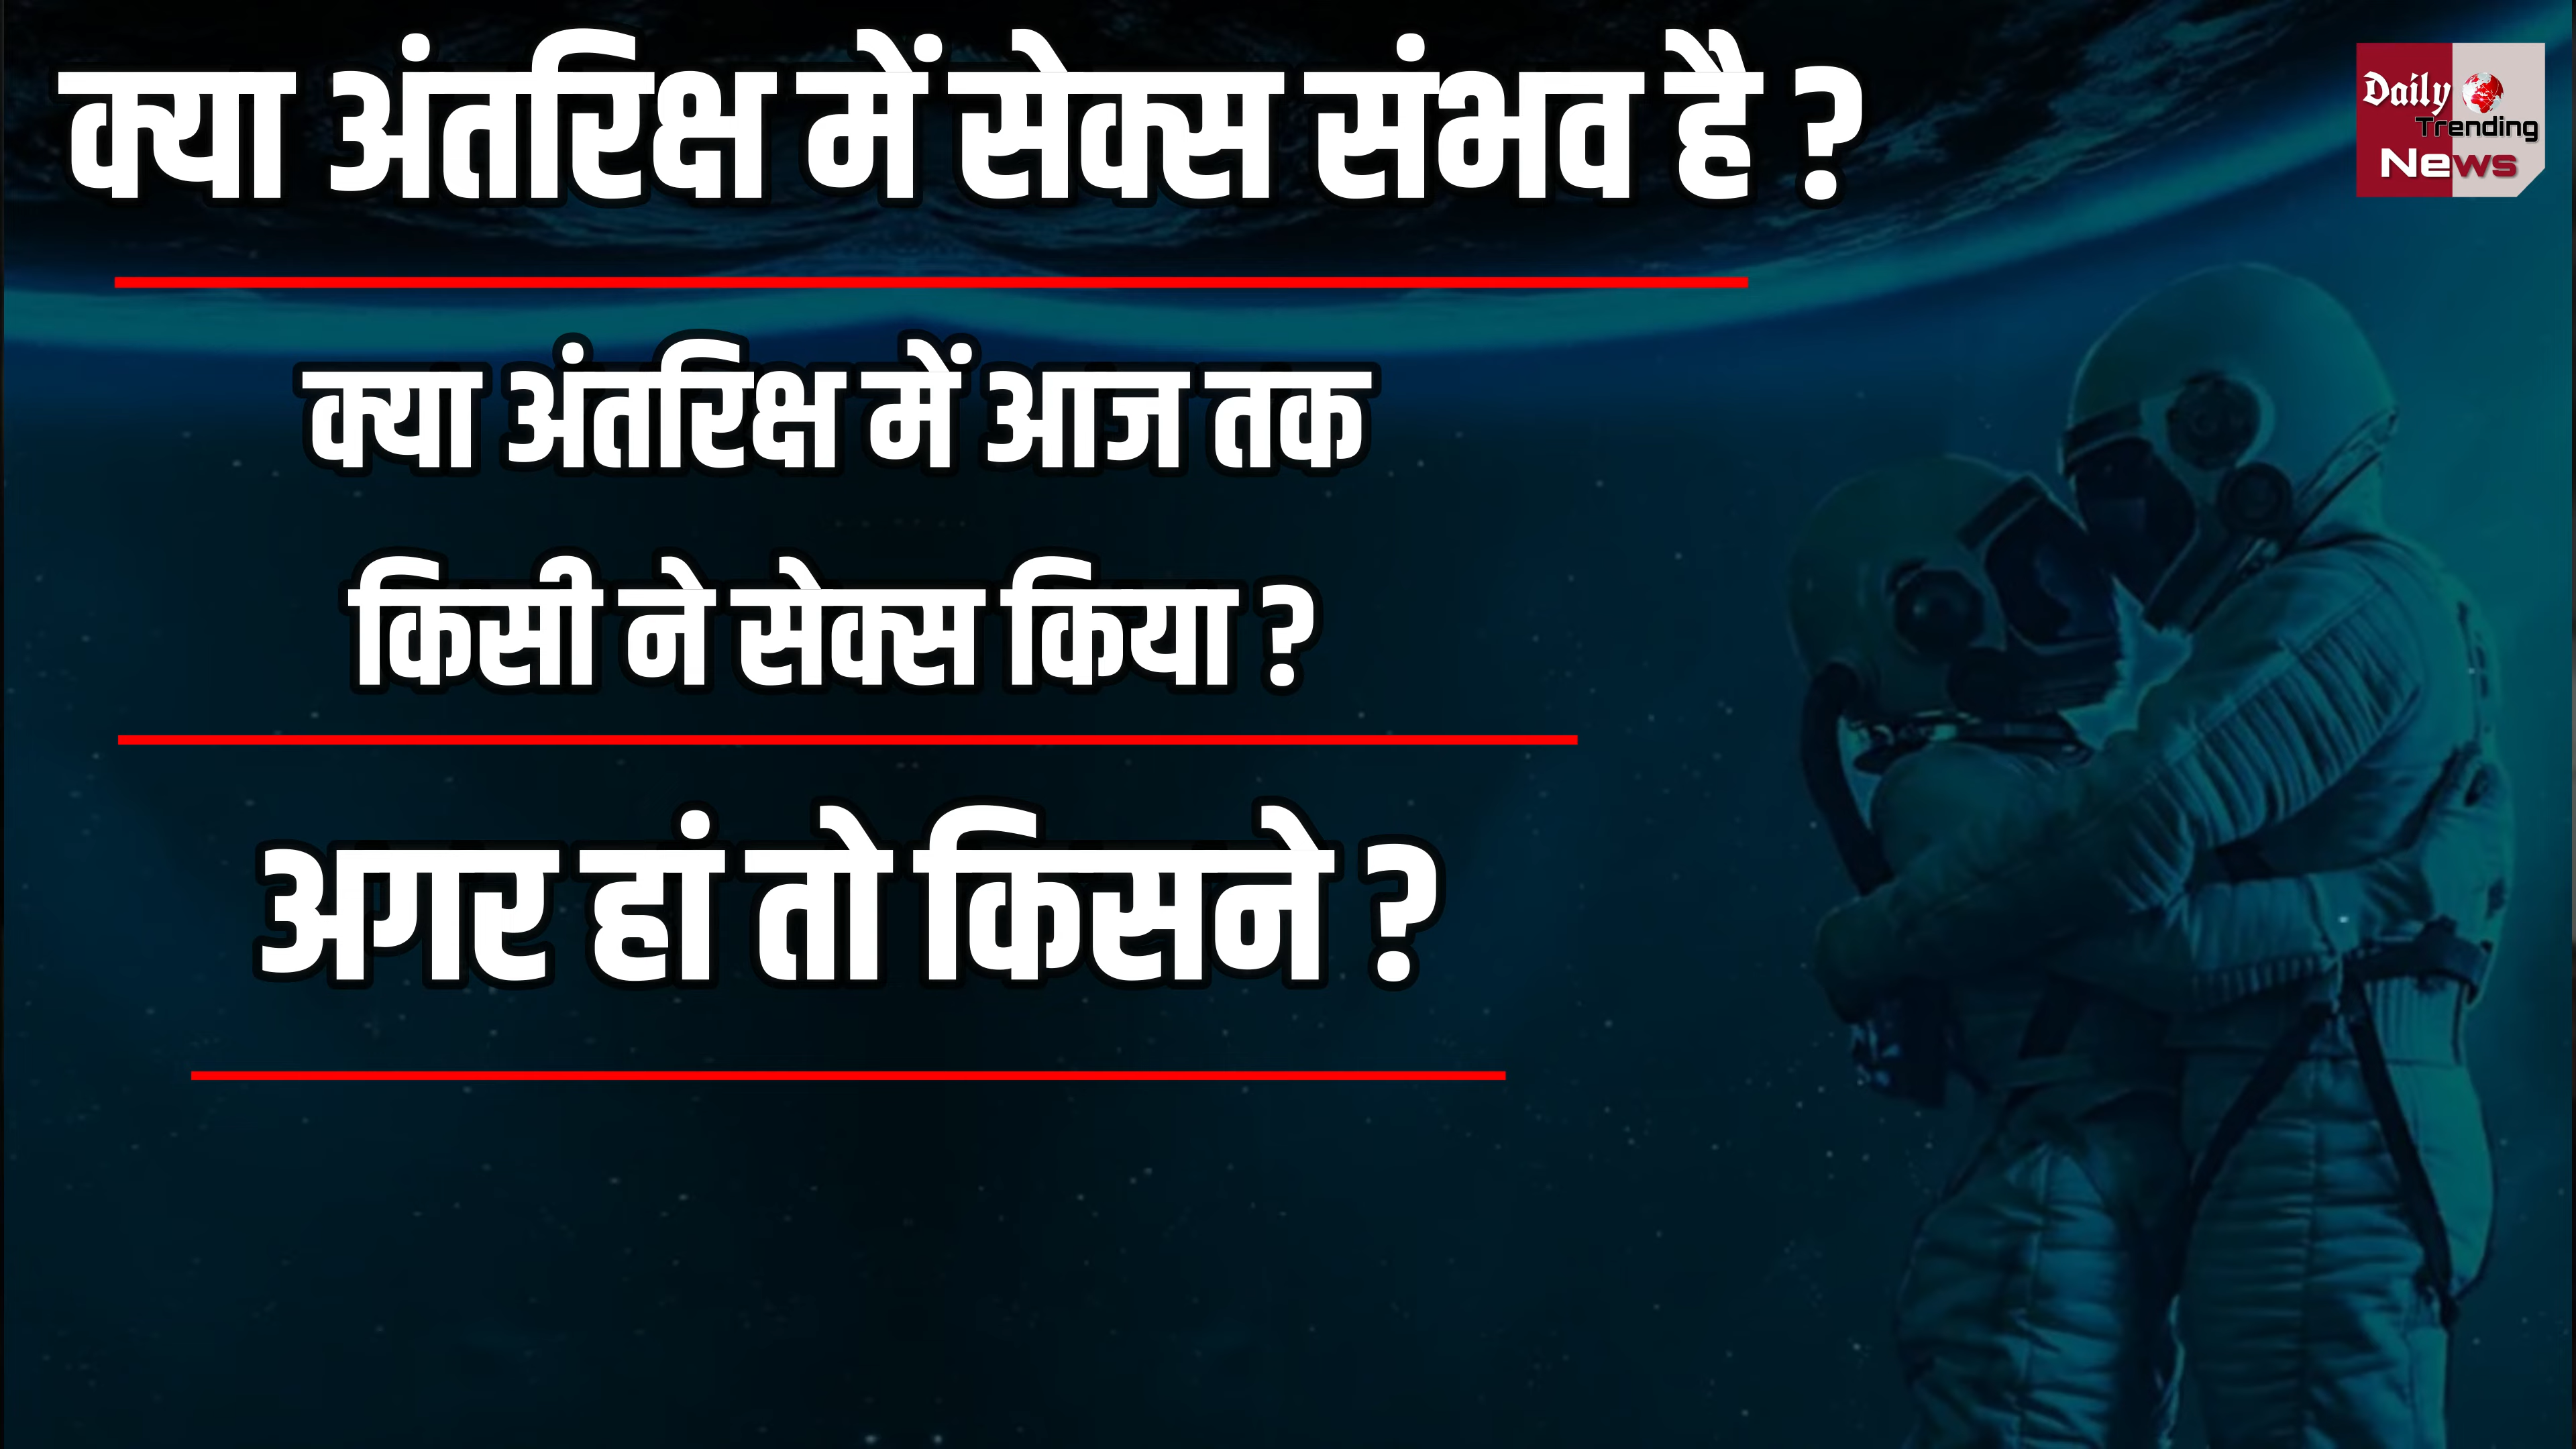 क्या अंतरिक्ष में सेक्स संभव है ?
Daily
Trending
News
क्या अंतरिक्ष में आज तक
किसी ने सेक्स किया ?
अगर हां तो किसने ?